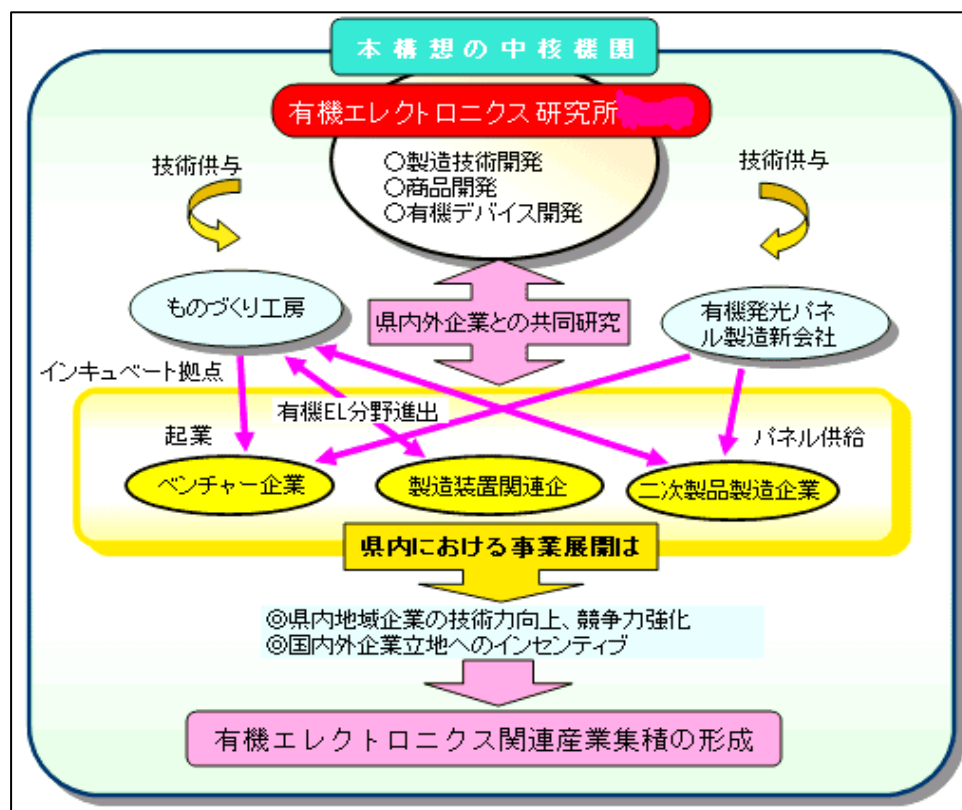 本構想の中核機関
有機エレクトロニクス研究所
技術供与
○製造技術開発
○商品開発
○有機デバイス開発
技術供与
ものづくり工房
県内外企業との共同研究
有機発光パネ
ル製造新会社
インキュベート拠点
有機EL分野進出
起業
パネル供給
ベンチャー企業
製造装置関連企
二次製品製造企業
県内における事業展開は
◎県内地域企業の技術力向上、競争力強化
◎国内外企業立地へのインセンティブ
有機エレクトロニクス関連産業集積の形成